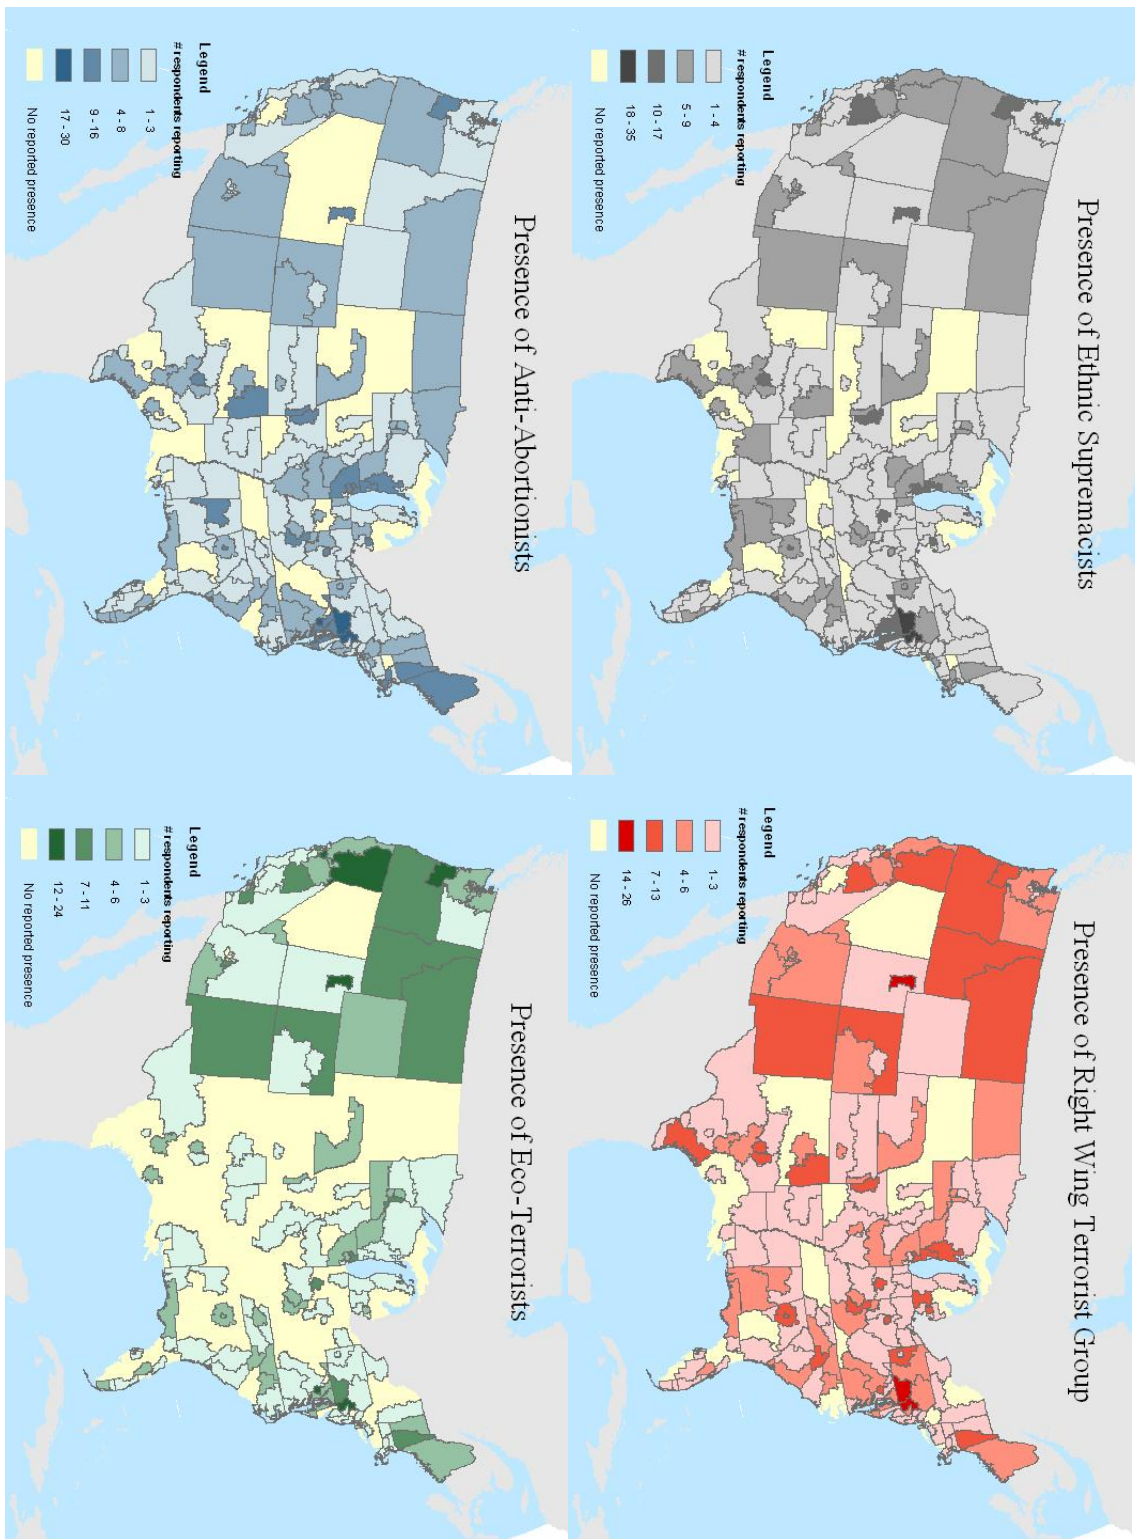 Presence of Ethnic Supremacists
Legend
# respondents reporting
1 - 4
5 - 9
10 - 17
18 - 35
No reported presence
Presence of Right Wing Terrorist Group
Legend
# respondents reporting
1 - 3
4 - 6
7 - 13
14 - 26
No reported presence
Presence of Anti-Abortionists
Legend
# respondents reporting
1 - 3
4 - 8
9 - 16
17 - 30
No reported presence
Presence of Eco-Terrorists
Legend
# respondents reporting
1 - 3
4 - 6
7 - 11
12 - 24
No reported presence